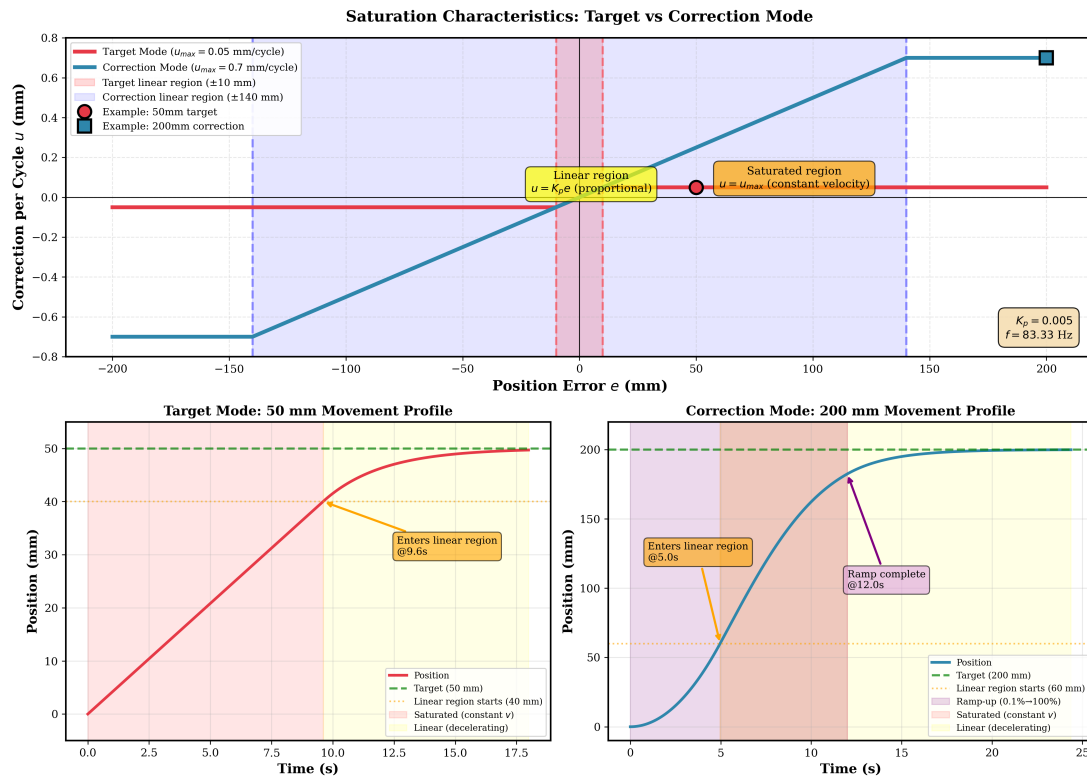 Saturation Characteristics: Target vs Correction Mode
Correction per Cycle u (mm)
0.8
0.6
0.4
0.2
0.0
−0.2
−0.4
−0.6
−0.8
Target Mode (u_max = 0.05 mm/cycle)
Correction Mode (u_max = 0.7 mm/cycle)
Target linear region (±10 mm)
Correction linear region (±140 mm)
Example: 50mm target
Example: 200mm correction
Linear region
u = K_p e (proportional)
Saturated region
u = u_max (constant velocity)
K_p = 0.005
f = 83.33 Hz
−200
−150
−100
−50
0
50
100
150
200
Position Error e (mm)
Target Mode: 50 mm Movement Profile
Position (mm)
50
40
30
20
10
0
Enters linear region
@9.6s
Position
Target (50 mm)
Linear region starts (40 mm)
Saturated (constant v)
Linear (decelerating)
0.0
2.5
5.0
7.5
10.0
12.5
15.0
17.5
Time (s)
Correction Mode: 200 mm Movement Profile
Position (mm)
200
150
100
50
0
Enters linear region
@5.0s
Ramp complete
@12.0s
Position
Target (200 mm)
Linear region starts (60 mm)
Ramp-up (0.1%→100%)
Saturated (constant v)
Linear (decelerating)
0
5
10
15
20
25
Time (s)